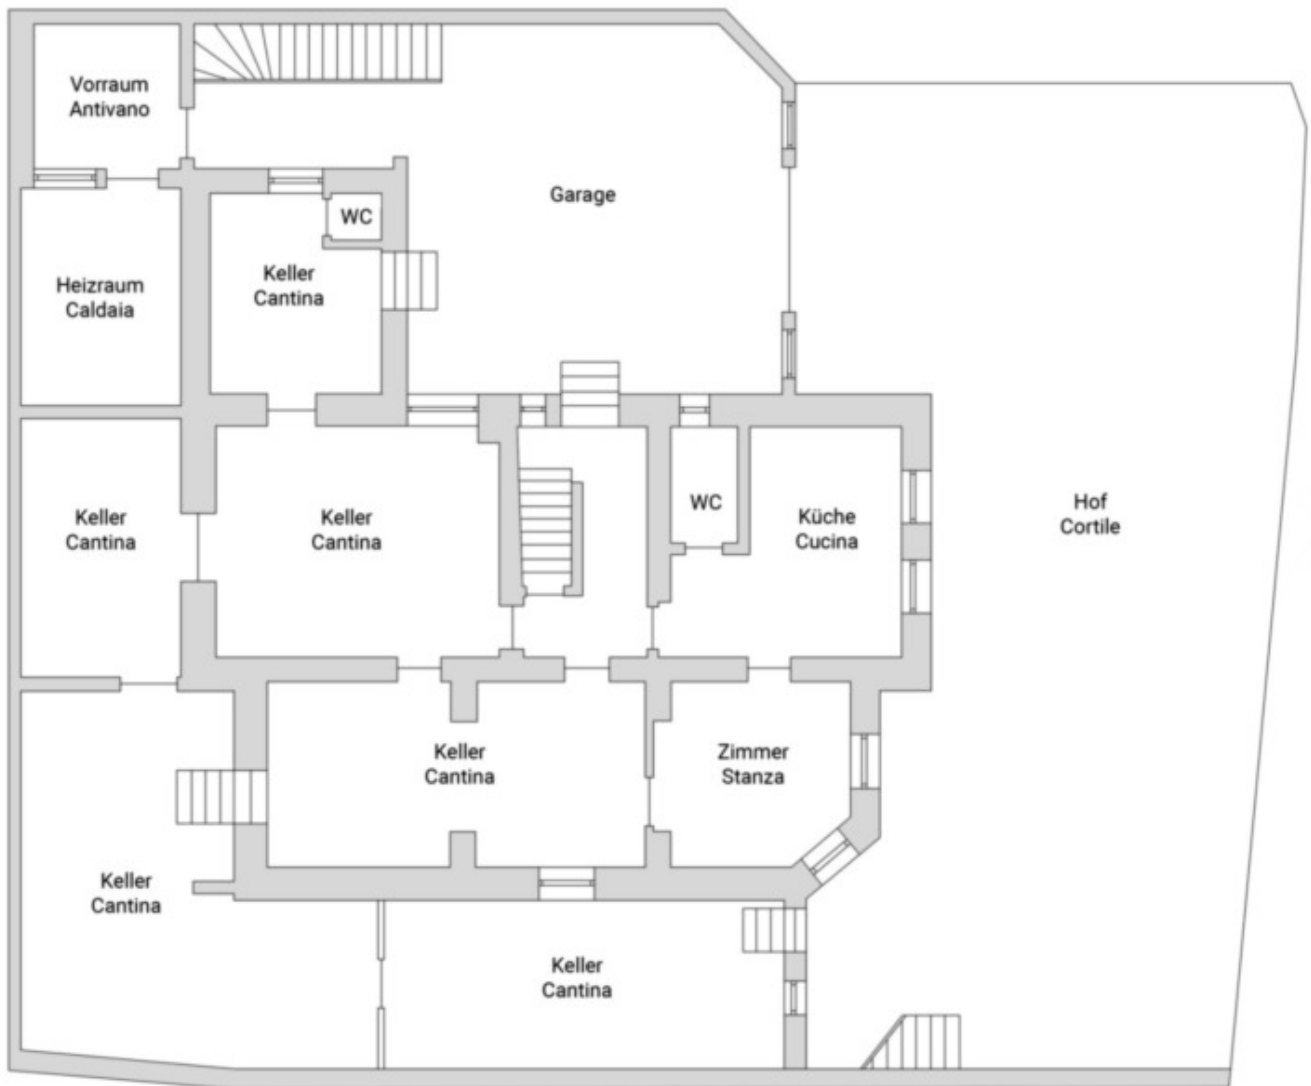 Vorraum
Antivano
Garage
WC
Keller
Cantina
Heizraum
Caldaia
Keller
Cantina
Keller
Cantina
WC
Küche
Cucina
Hof
Cortile
Keller
Cantina
Zimmer
Stanza
Keller
Cantina
Keller
Cantina